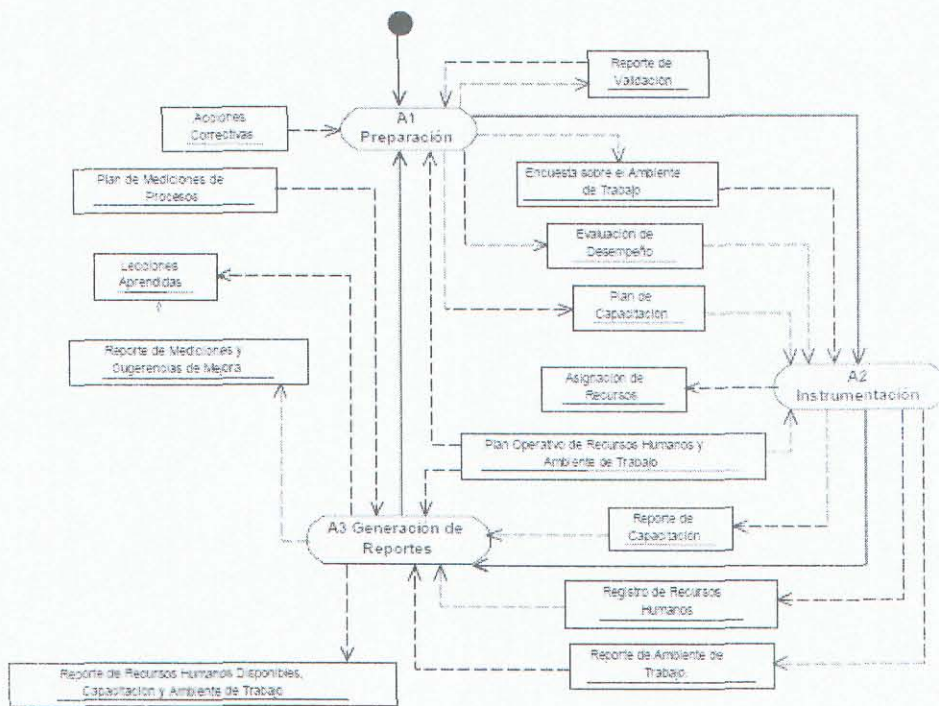 Reporte de
Validación
A1
Preparación
Acciones
Correctivas
Plan de Mediciones de
Procesos
Encuesta sobre el Ambiente
de Trabajo
Evaluación de
Desempeño
Lecciones
Aprendidas
Plan de
Capacitación
Reporte de Mediciones y
Sugerencias de Mejora
A2
Instrumentación
Asignación de
Recursos
Plan Operativo de Recursos Humanos y
Ambiente de Trabajo
A3 Generación de
Reportes
Reporte de
Capacitación
Registro de Recursos
Humanos
Reporte de Ambiente de
Trabajo
Reporte de Recursos Humanos Disponibles,
Capacitación y Ambiente de Trabajo